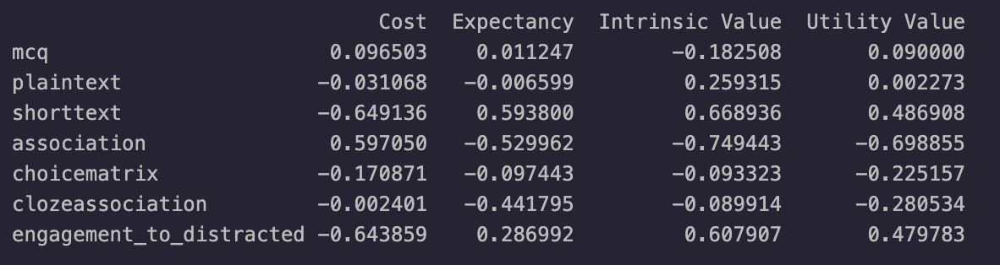 Cost Expectancy Intrinsic Value Utility Value
mcq 0.096503 0.011247 −0.182508 0.090000
plaintext −0.031068 −0.006599 0.259315 0.002273
shorttext −0.649136 0.593800 0.668936 0.486908
association 0.597050 −0.529962 −0.749443 −0.698855
choicematrix −0.170871 −0.097443 −0.093323 −0.225157
clozeassociation −0.002401 −0.441795 −0.089914 −0.280534
engagement_to_distracted −0.643859 0.286992 0.607907 0.479783